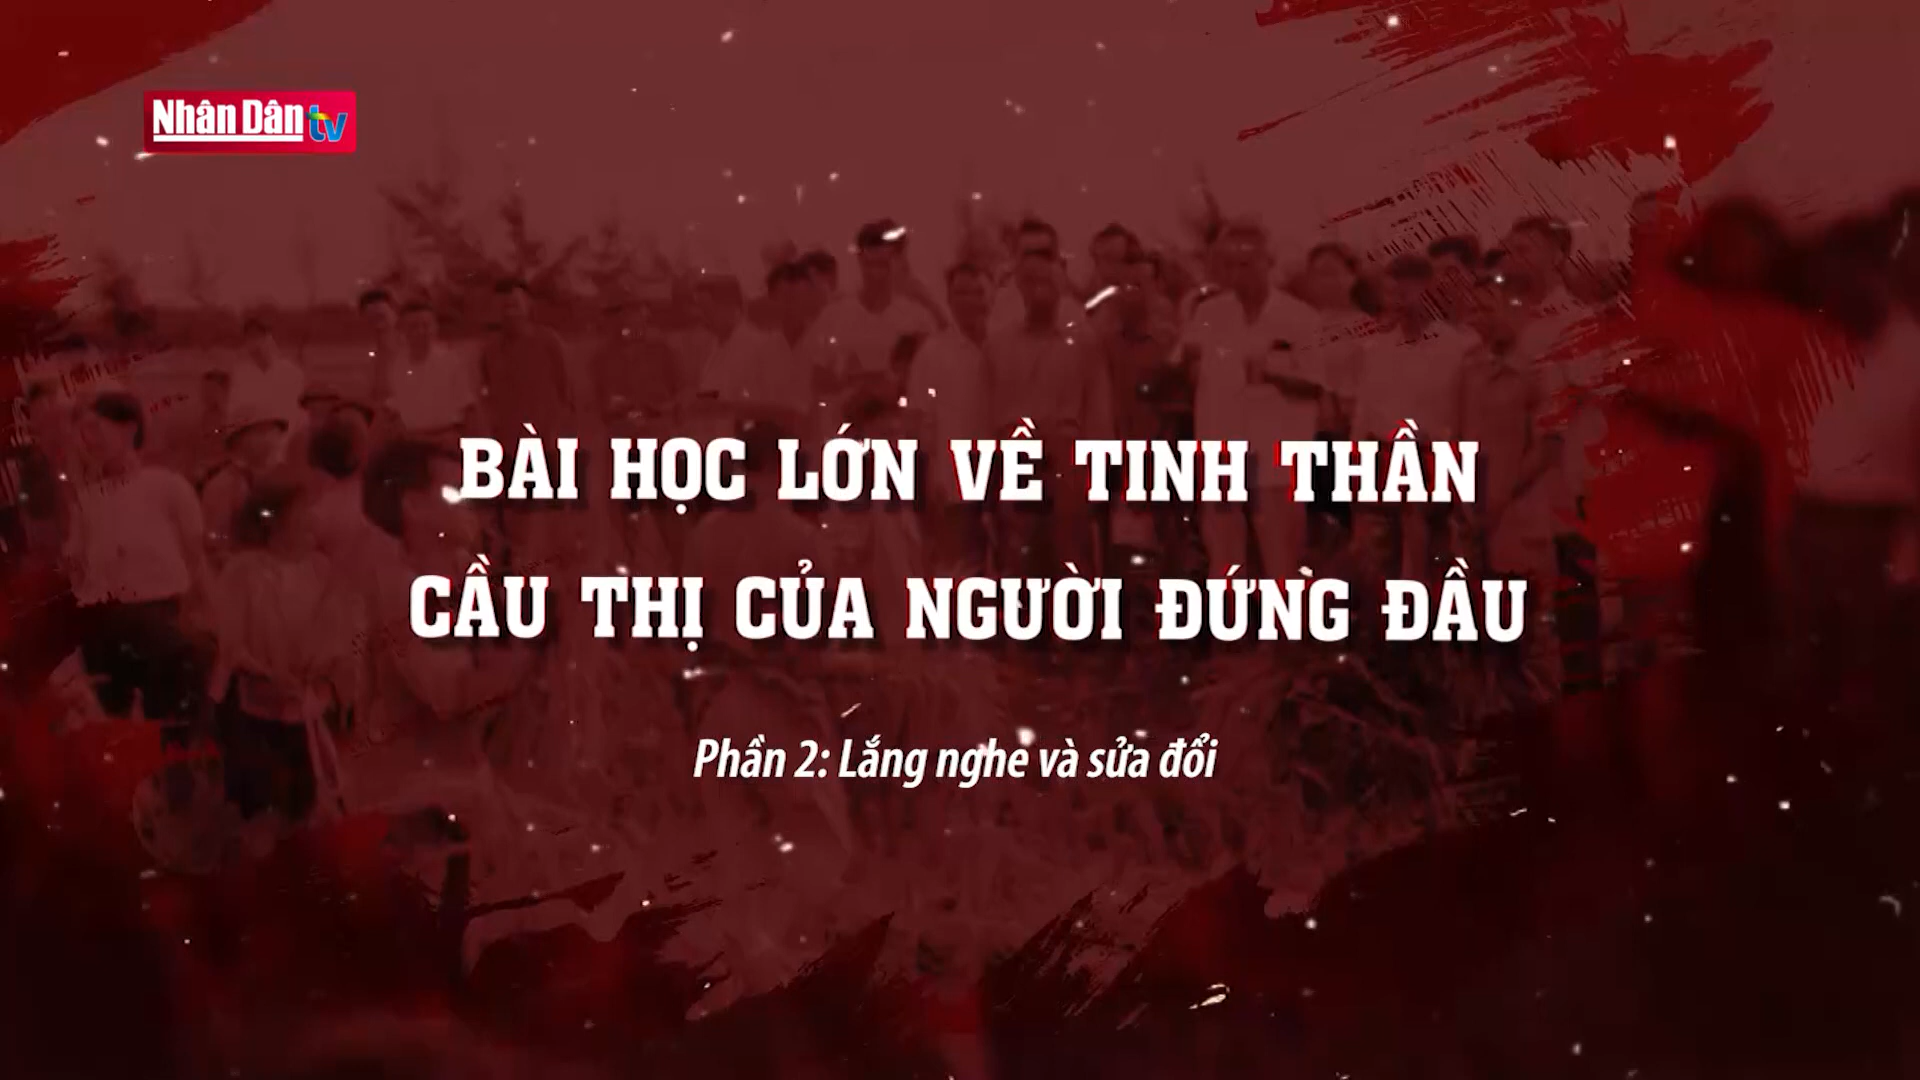 Nhân Dân tv
BÀI HỌC LỚN VỀ TINH THẦN
CẦU THỊ CỦA NGƯỜI ĐỨNG ĐẦU
Phần 2: Lắng nghe và sửa đổi